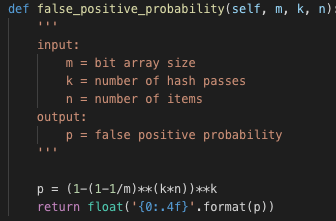 def false_positive_probability(self, m, k, n):
'''
input:
m = bit array size
k = number of hash passes
n = number of items
output:
p = false positive probability
'''
p = (1-(1-1/m)**(k*n))**k
return float('{0:.4f}'.format(p))